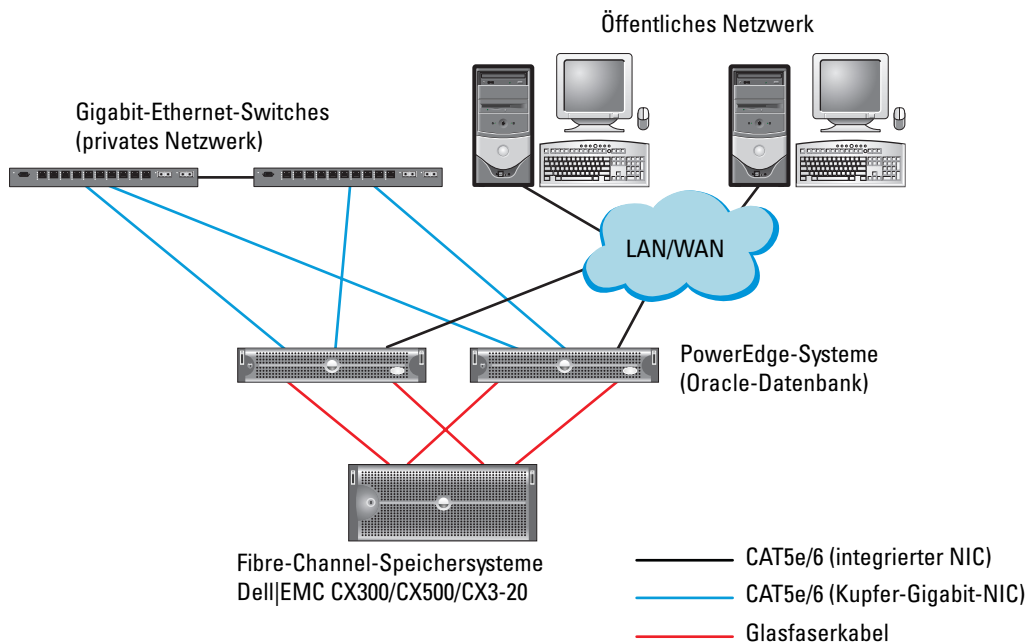 Öffentliches Netzwerk
Gigabit-Ethernet-Switches
(privates Netzwerk)
LAN/WAN
PowerEdge-Systeme
(Oracle-Datenbank)
Fibre-Channel-Speichersysteme
Dell|EMC CX300/CX500/CX3-20
CAT5e/6 (integrierter NIC)
CAT5e/6 (Kupfer-Gigabit-NIC)
Glasfaserkabel